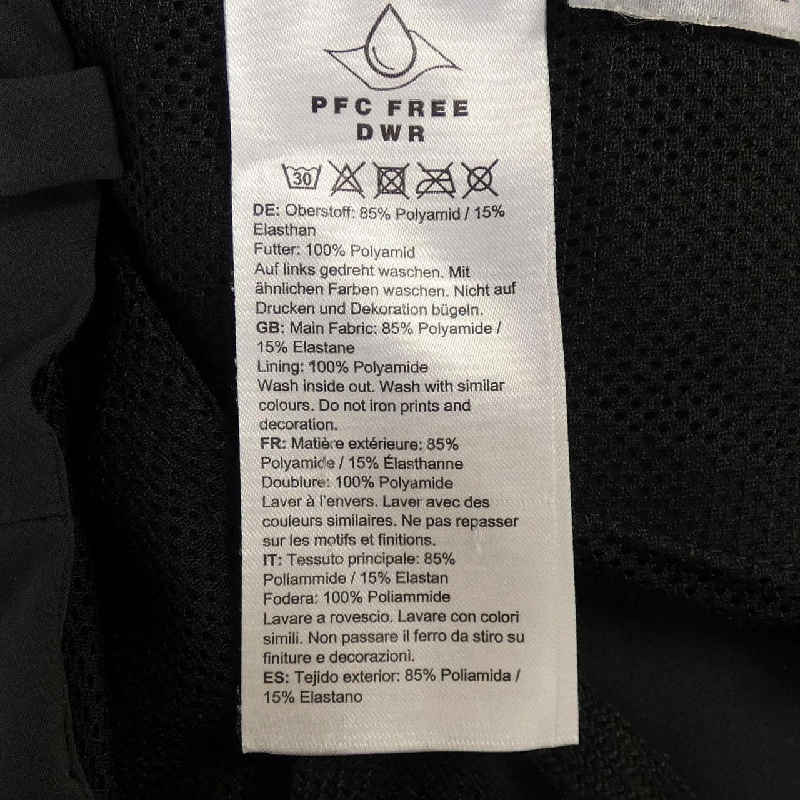 PFC FREE
DWR
30
DE: Oberstoff: 85% Polyamid / 15%
Elasthan
Futter: 100% Polyamid
Auf links gedreht waschen. Mit
ähnlichen Farben waschen. Nicht auf
Drucken und Dekoration bügeln.
GB: Main Fabric: 85% Polyamide /
15% Elastane
Lining: 100% Polyamide
Wash inside out. Wash with similar
colours. Do not iron prints and
decoration.
FR: Matière extérieure: 85%
Polyamide / 15% Élasthanne
Doublure: 100% Polyamide
Laver à l'envers. Laver avec des
couleurs similaires. Ne pas repasser
sur les motifs et finitions.
IT: Tessuto principale: 85%
Poliammide / 15% Elastan
Fodera: 100% Poliammide
Lavare a rovescio. Lavare con colori
simili. Non passare il ferro da stiro su
finiture e decorazioni.
ES: Tejido exterior: 85% Poliamida /
15% Elastano